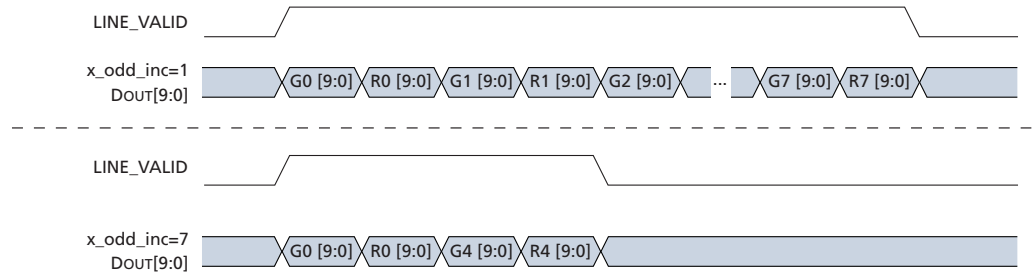 LINE_VALID
x_odd_inc=1
DOUT[9:0]
G0 [9:0] R0 [9:0] G1 [9:0] R1 [9:0] G2 [9:0] ... G7 [9:0] R7 [9:0]
LINE_VALID
x_odd_inc=7
DOUT[9:0]
G0 [9:0] R0 [9:0] G4 [9:0] R4 [9:0]